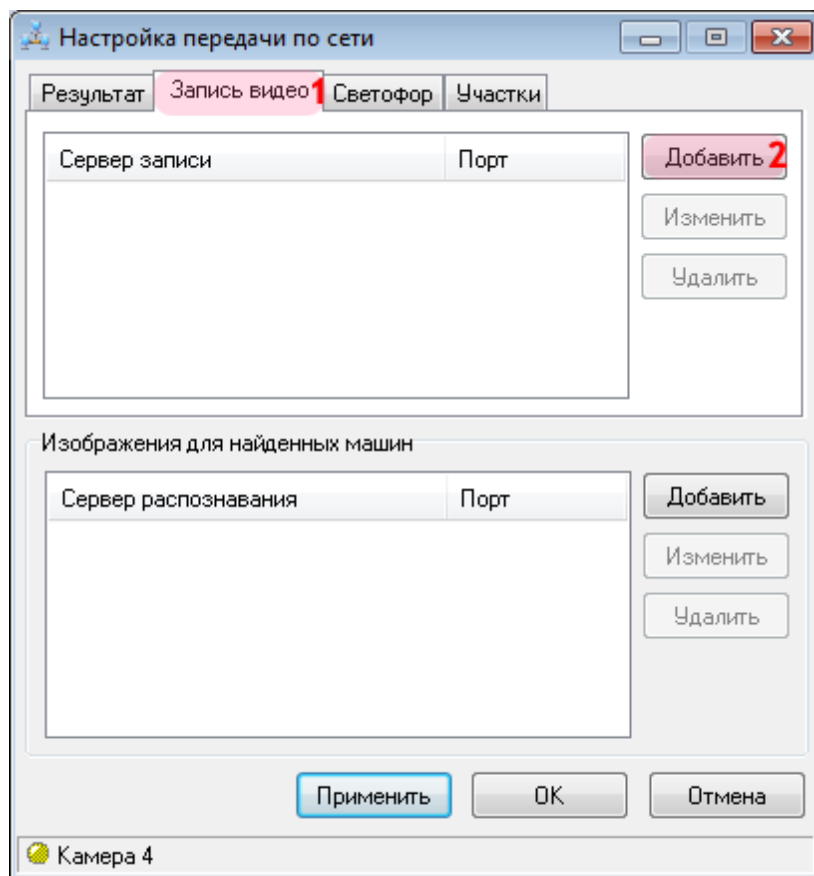 Настройка передачи по сети
Результат Запись видео 1 Светофор Участки
Сервер записи Порт Добавить 2
Изменить
Удалить
Изображения для найденных машин
Сервер распознавания Порт Добавить
Изменить
Удалить
Применить OK Отмена
Камера 4